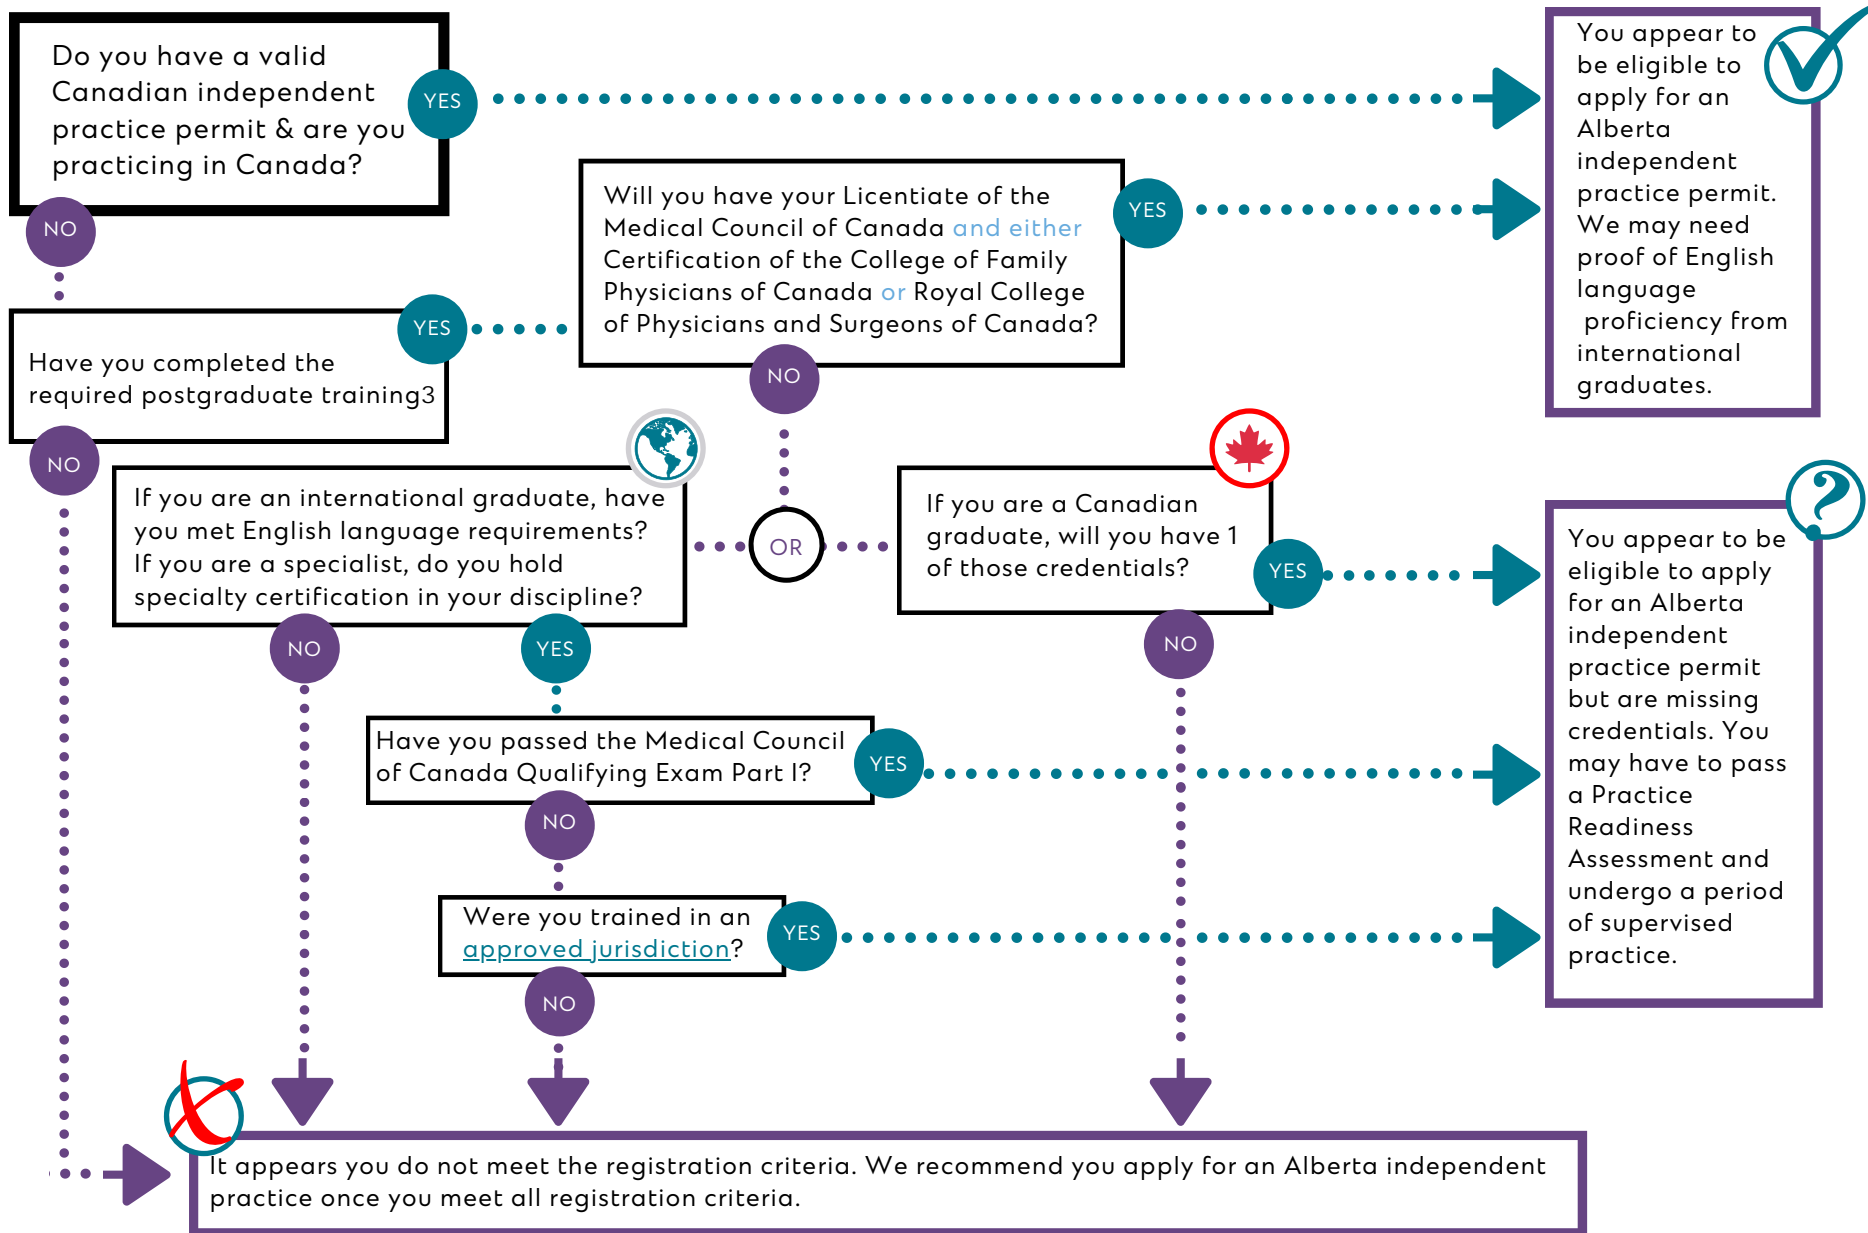 Do you have a valid
Canadian independent
practice permit & are you
practicing in Canada?
YES
NO
You appear to
be eligible to
apply for an
Alberta
independent
practice permit.
We may need
proof of English
language
proficiency from
international
graduates.
Will you have your Licentiate of the
Medical Council of Canada and either
Certification of the College of Family
Physicians of Canada or Royal College
of Physicians and Surgeons of Canada?
YES
NO
Have you completed the
required postgraduate training3
YES
NO
If you are an international graduate, have
you met English language requirements?
If you are a specialist, do you hold
specialty certification in your discipline?
NO
YES
OR
If you are a Canadian
graduate, will you have 1
of those credentials?
YES
NO
You appear to be
eligible to apply
for an Alberta
independent
practice permit
but are missing
credentials. You
may have to pass
a Practice
Readiness
Assessment and
undergo a period
of supervised
practice.
Have you passed the Medical Council
of Canada Qualifying Exam Part I?
YES
NO
Were you trained in an
approved jurisdiction?
YES
NO
It appears you do not meet the registration criteria. We recommend you apply for an Alberta independent
practice once you meet all registration criteria.